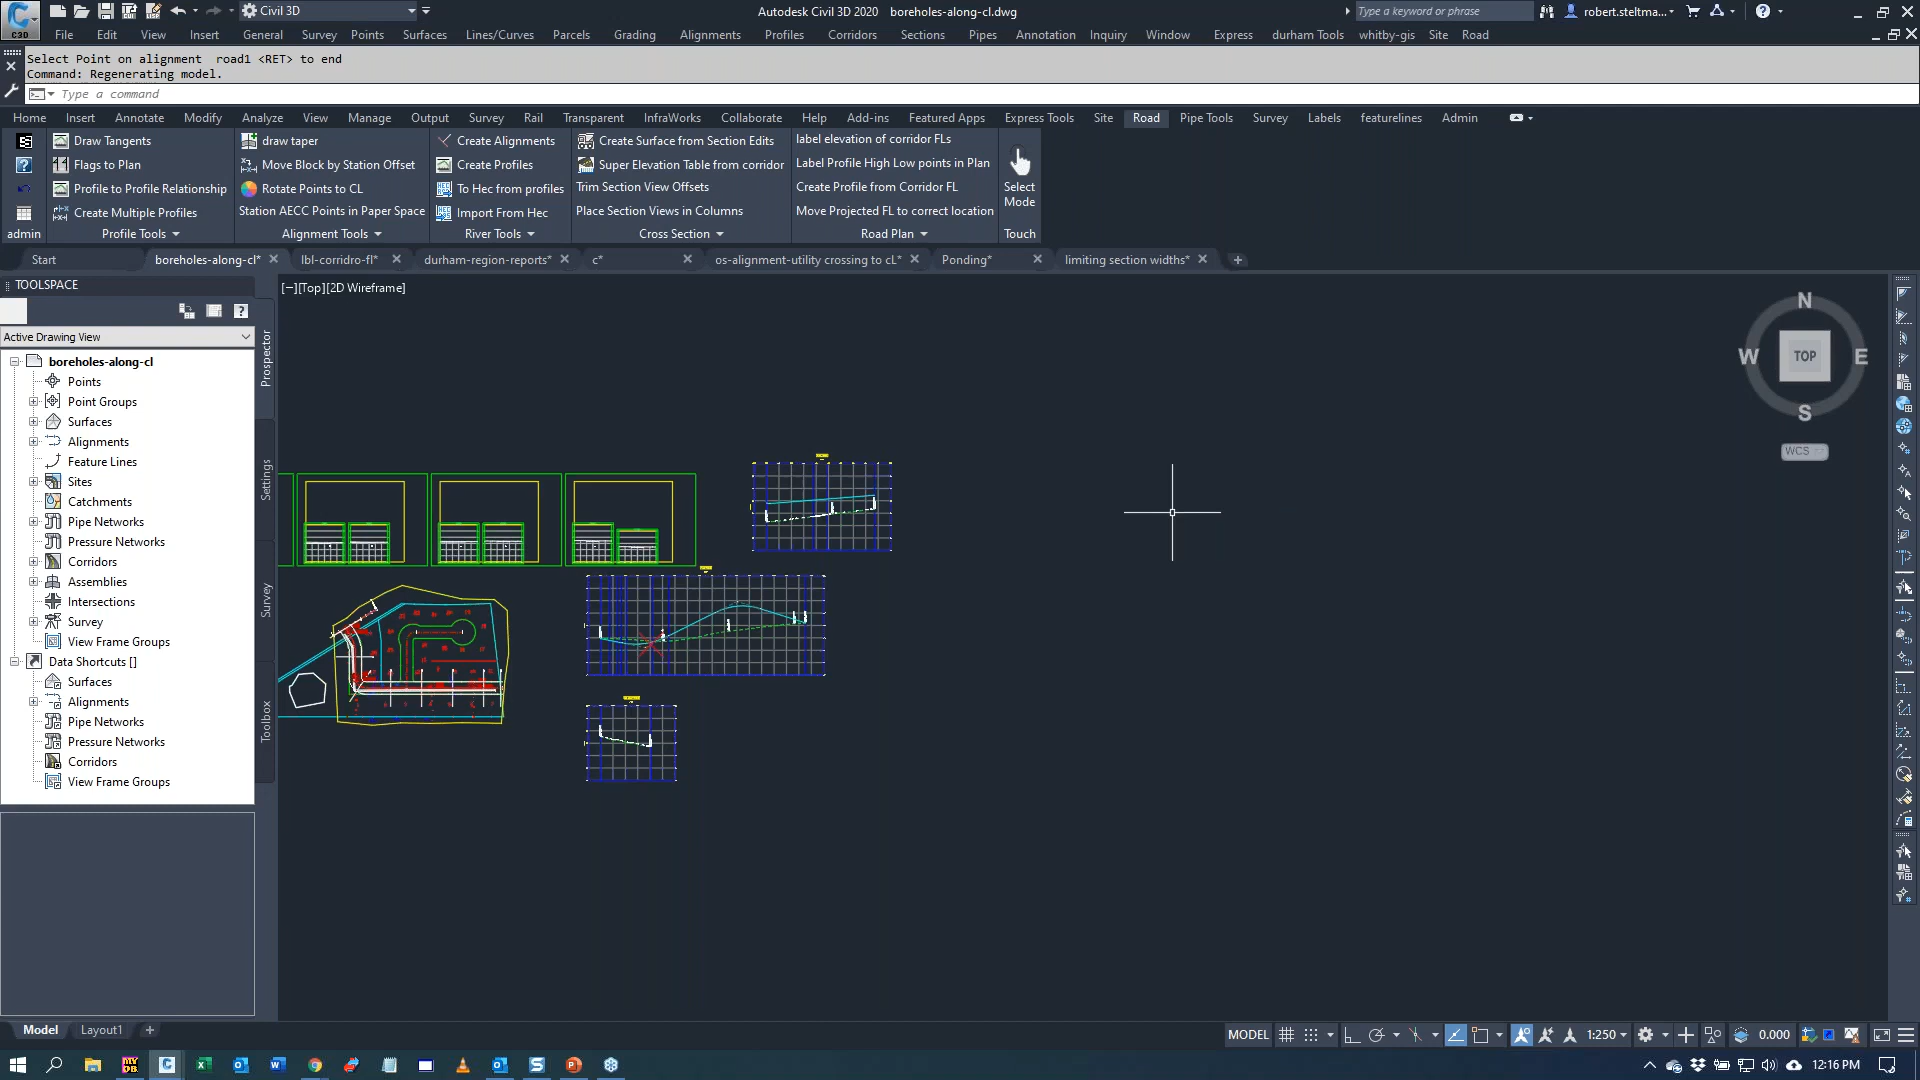 C3D
Civil 3D
Autodesk Civil 3D 2020 boreholes-along-cl.dwg
Type a keyword or phrase
robert.steltma...
File Edit View Insert General Survey Points Surfaces Lines/Curves Parcels Grading Alignments Profiles Corridors Sections Pipes Annotation Inquiry Window Express durham Tools whitby-gis Site Road
Select Point on alignment road1 <RET> to end
Command: Regenerating model.
Type a command
Home Insert Annotate Modify Analyze View Manage Output Survey Rail Transparent InfraWorks Collaborate Help Add-ins Featured Apps Express Tools Site Road Pipe Tools Survey Labels featurelines Admin
Draw Tangents
Flags to Plan
Profile to Profile Relationship
Create Multiple Profiles
draw taper
Move Block by Station Offset
Rotate Points to CL
Station AECC Points in Paper Space
Create Alignments
Create Profiles
To Hec from profiles
Import From Hec
Create Surface from Section Edits
Super Elevation Table from corridor
Trim Section View Offsets
Place Section Views in Columns
label elevation of corridor FLs
Label Profile High Low points in Plan
Create Profile from Corridor FL
Move Projected FL to correct location
Select
Mode
admin Profile Tools Alignment Tools River Tools Cross Section Road Plan Touch
Start boreholes-along-cl* lbl-corridro-fl* durham-region-reports* c* os-alignment-utility crossing to cL* Ponding* limiting section widths*
TOOLSPACE
Active Drawing View
boreholes-along-cl
Points
Point Groups
Surfaces
Alignments
Feature Lines
Sites
Catchments
Pipe Networks
Pressure Networks
Corridors
Assemblies
Intersections
Survey
View Frame Groups
Data Shortcuts []
Surfaces
Alignments
Pipe Networks
Pressure Networks
Corridors
View Frame Groups
Prospector
Settings
Survey
Toolbox
[−][Top][2D Wireframe]
N
W TOP E
S
WCS
Model Layout1
MODEL 1:250 0.000
12:16 PM